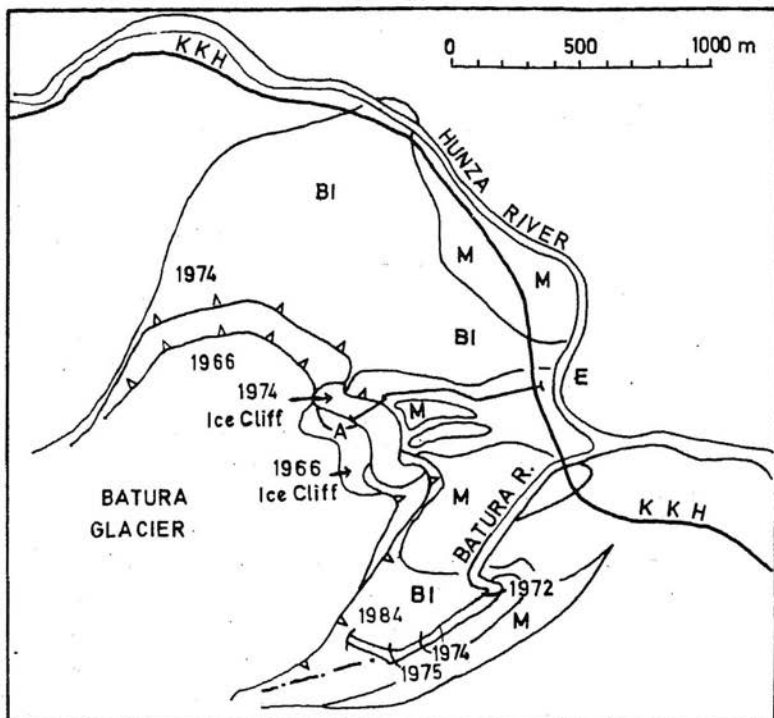 KKH
0 500 1000 m
HUNZA RIVER
BI
M
M
1974
BI
1966
E
1974
Ice Cliff
M
A
1966
Ice Cliff
M
BATURA R.
BATURA
GLACIER
KKH
BI
1972
1984
M
1974
1975